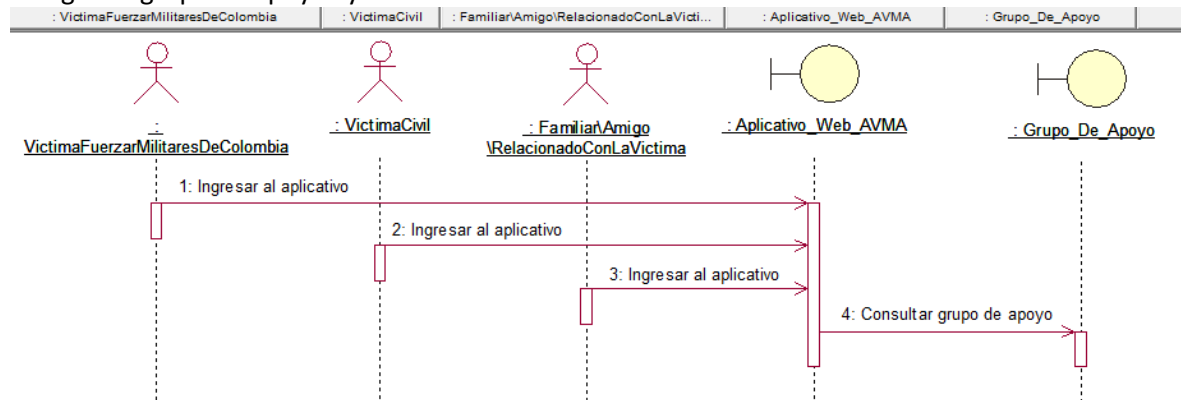 : VictimaFuerzarMilitaresDeColombia
: VictimaCivil
: Familiar\Amigo\RelacionadoConLaVicti...
: Aplicativo_Web_AVMA
: Grupo_De_Apoyo
:
VictimaFuerzarMilitaresDeColombia
: VictimaCivil
: Familiar\Amigo
\RelacionadoConLaVictima
: Aplicativo_Web_AVMA
: Grupo_De_Apoyo
1: Ingresar al aplicativo
2: Ingresar al aplicativo
3: Ingresar al aplicativo
4: Consultar grupo de apoyo